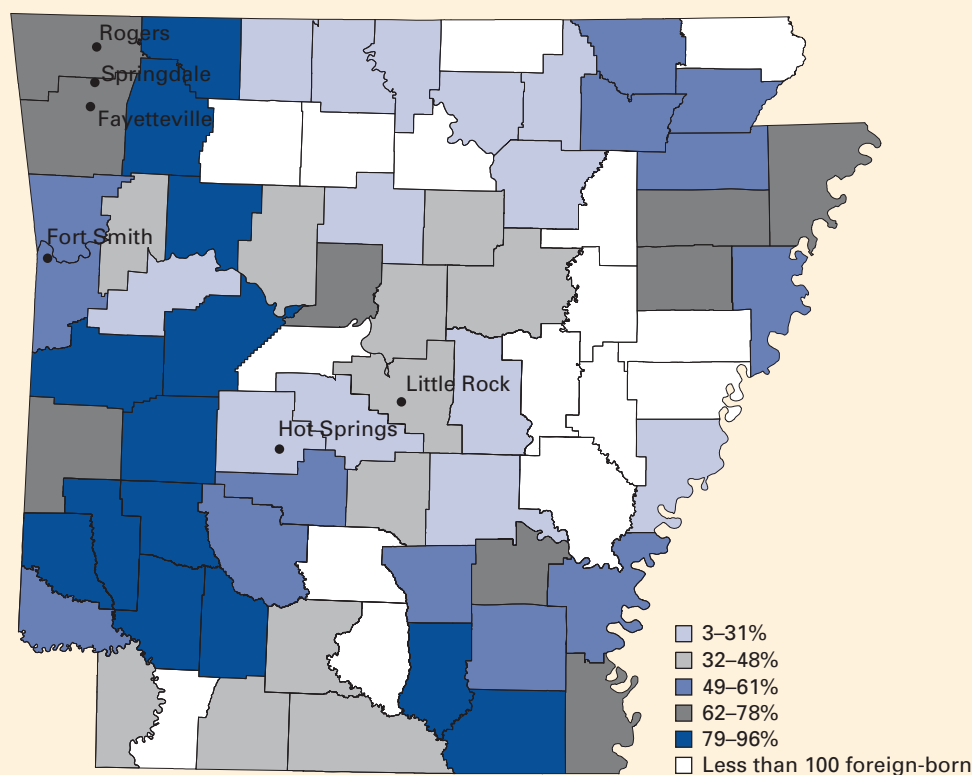 Rogers
Springdale
Fayetteville
Fort Smith
Little Rock
Hot Springs
3–31%
32–48%
49–61%
62–78%
79–96%
Less than 100 foreign-born